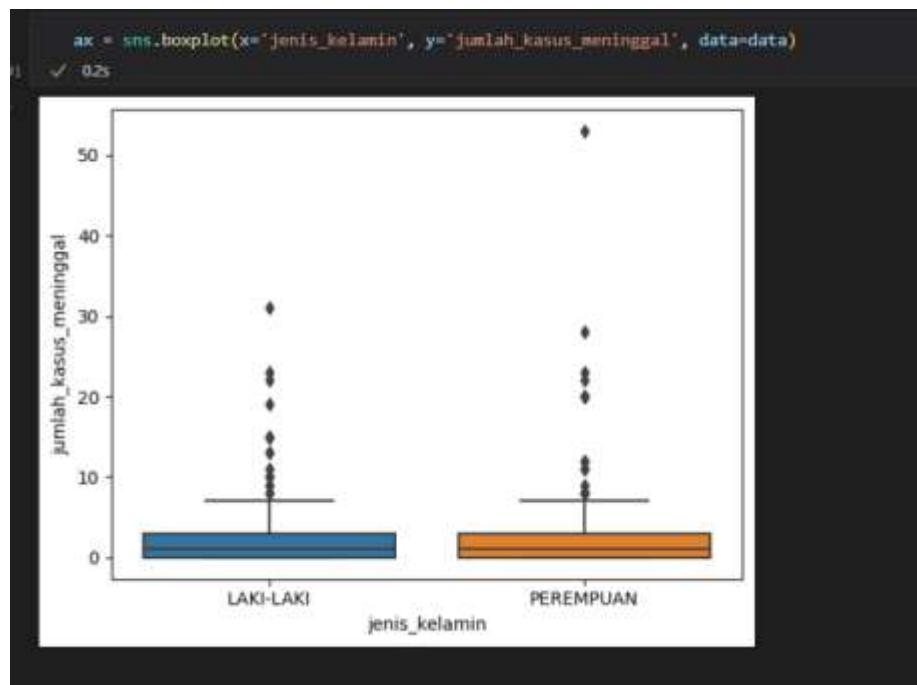 ax = sns.boxplot(x='jenis_kelamin', y='jumlah_kasus_meninggal', data=data)
✓ 0.2s
50
40
30
20
10
0
jumlah_kasus_meninggal
LAKI-LAKI PEREMPUAN
jenis_kelamin